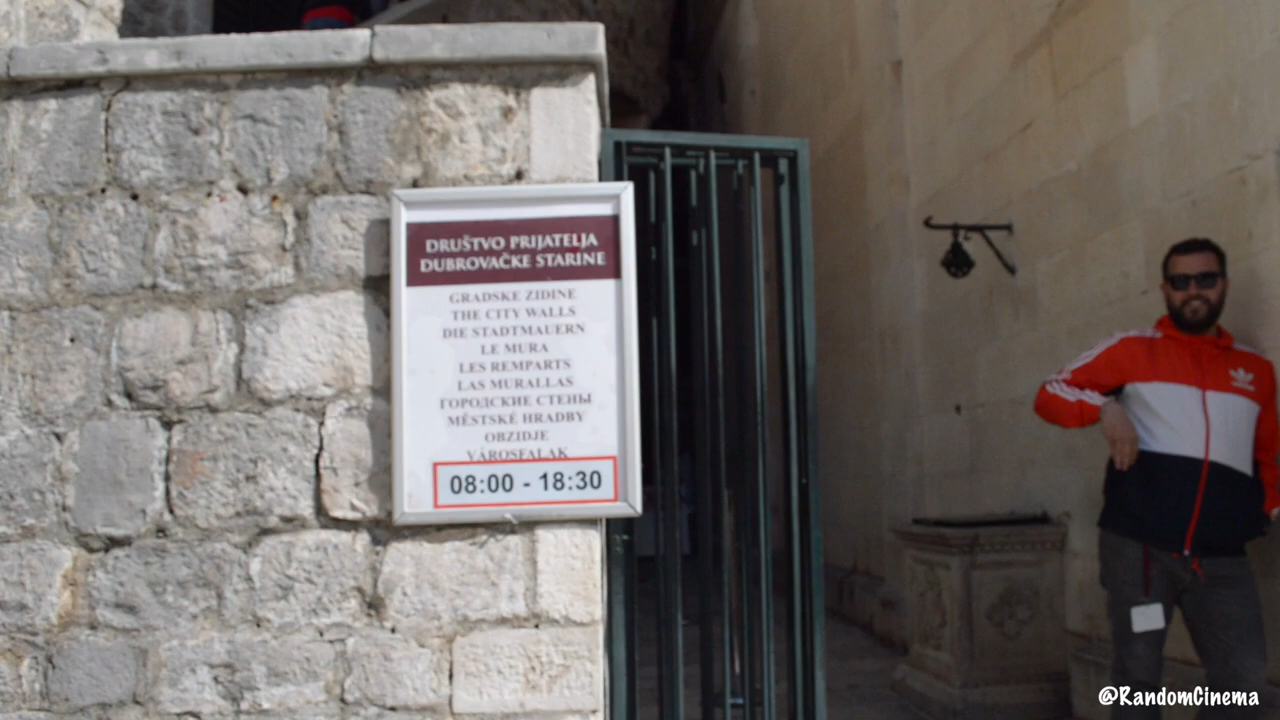 DRUŠTVO PRIJATELJA
DUBROVAČKE STARINE
GRADSKE ZIDINE
THE CITY WALLS
DIE STADTMAUERN
LE MURA
LES REMPARTS
LAS MURALLAS
ГОРОДСКИЕ СТЕНЫ
MĚSTSKÉ HRADBY
OBZIDJE
VÁROSFALAK
08:00 - 18:30
@RandomCinema